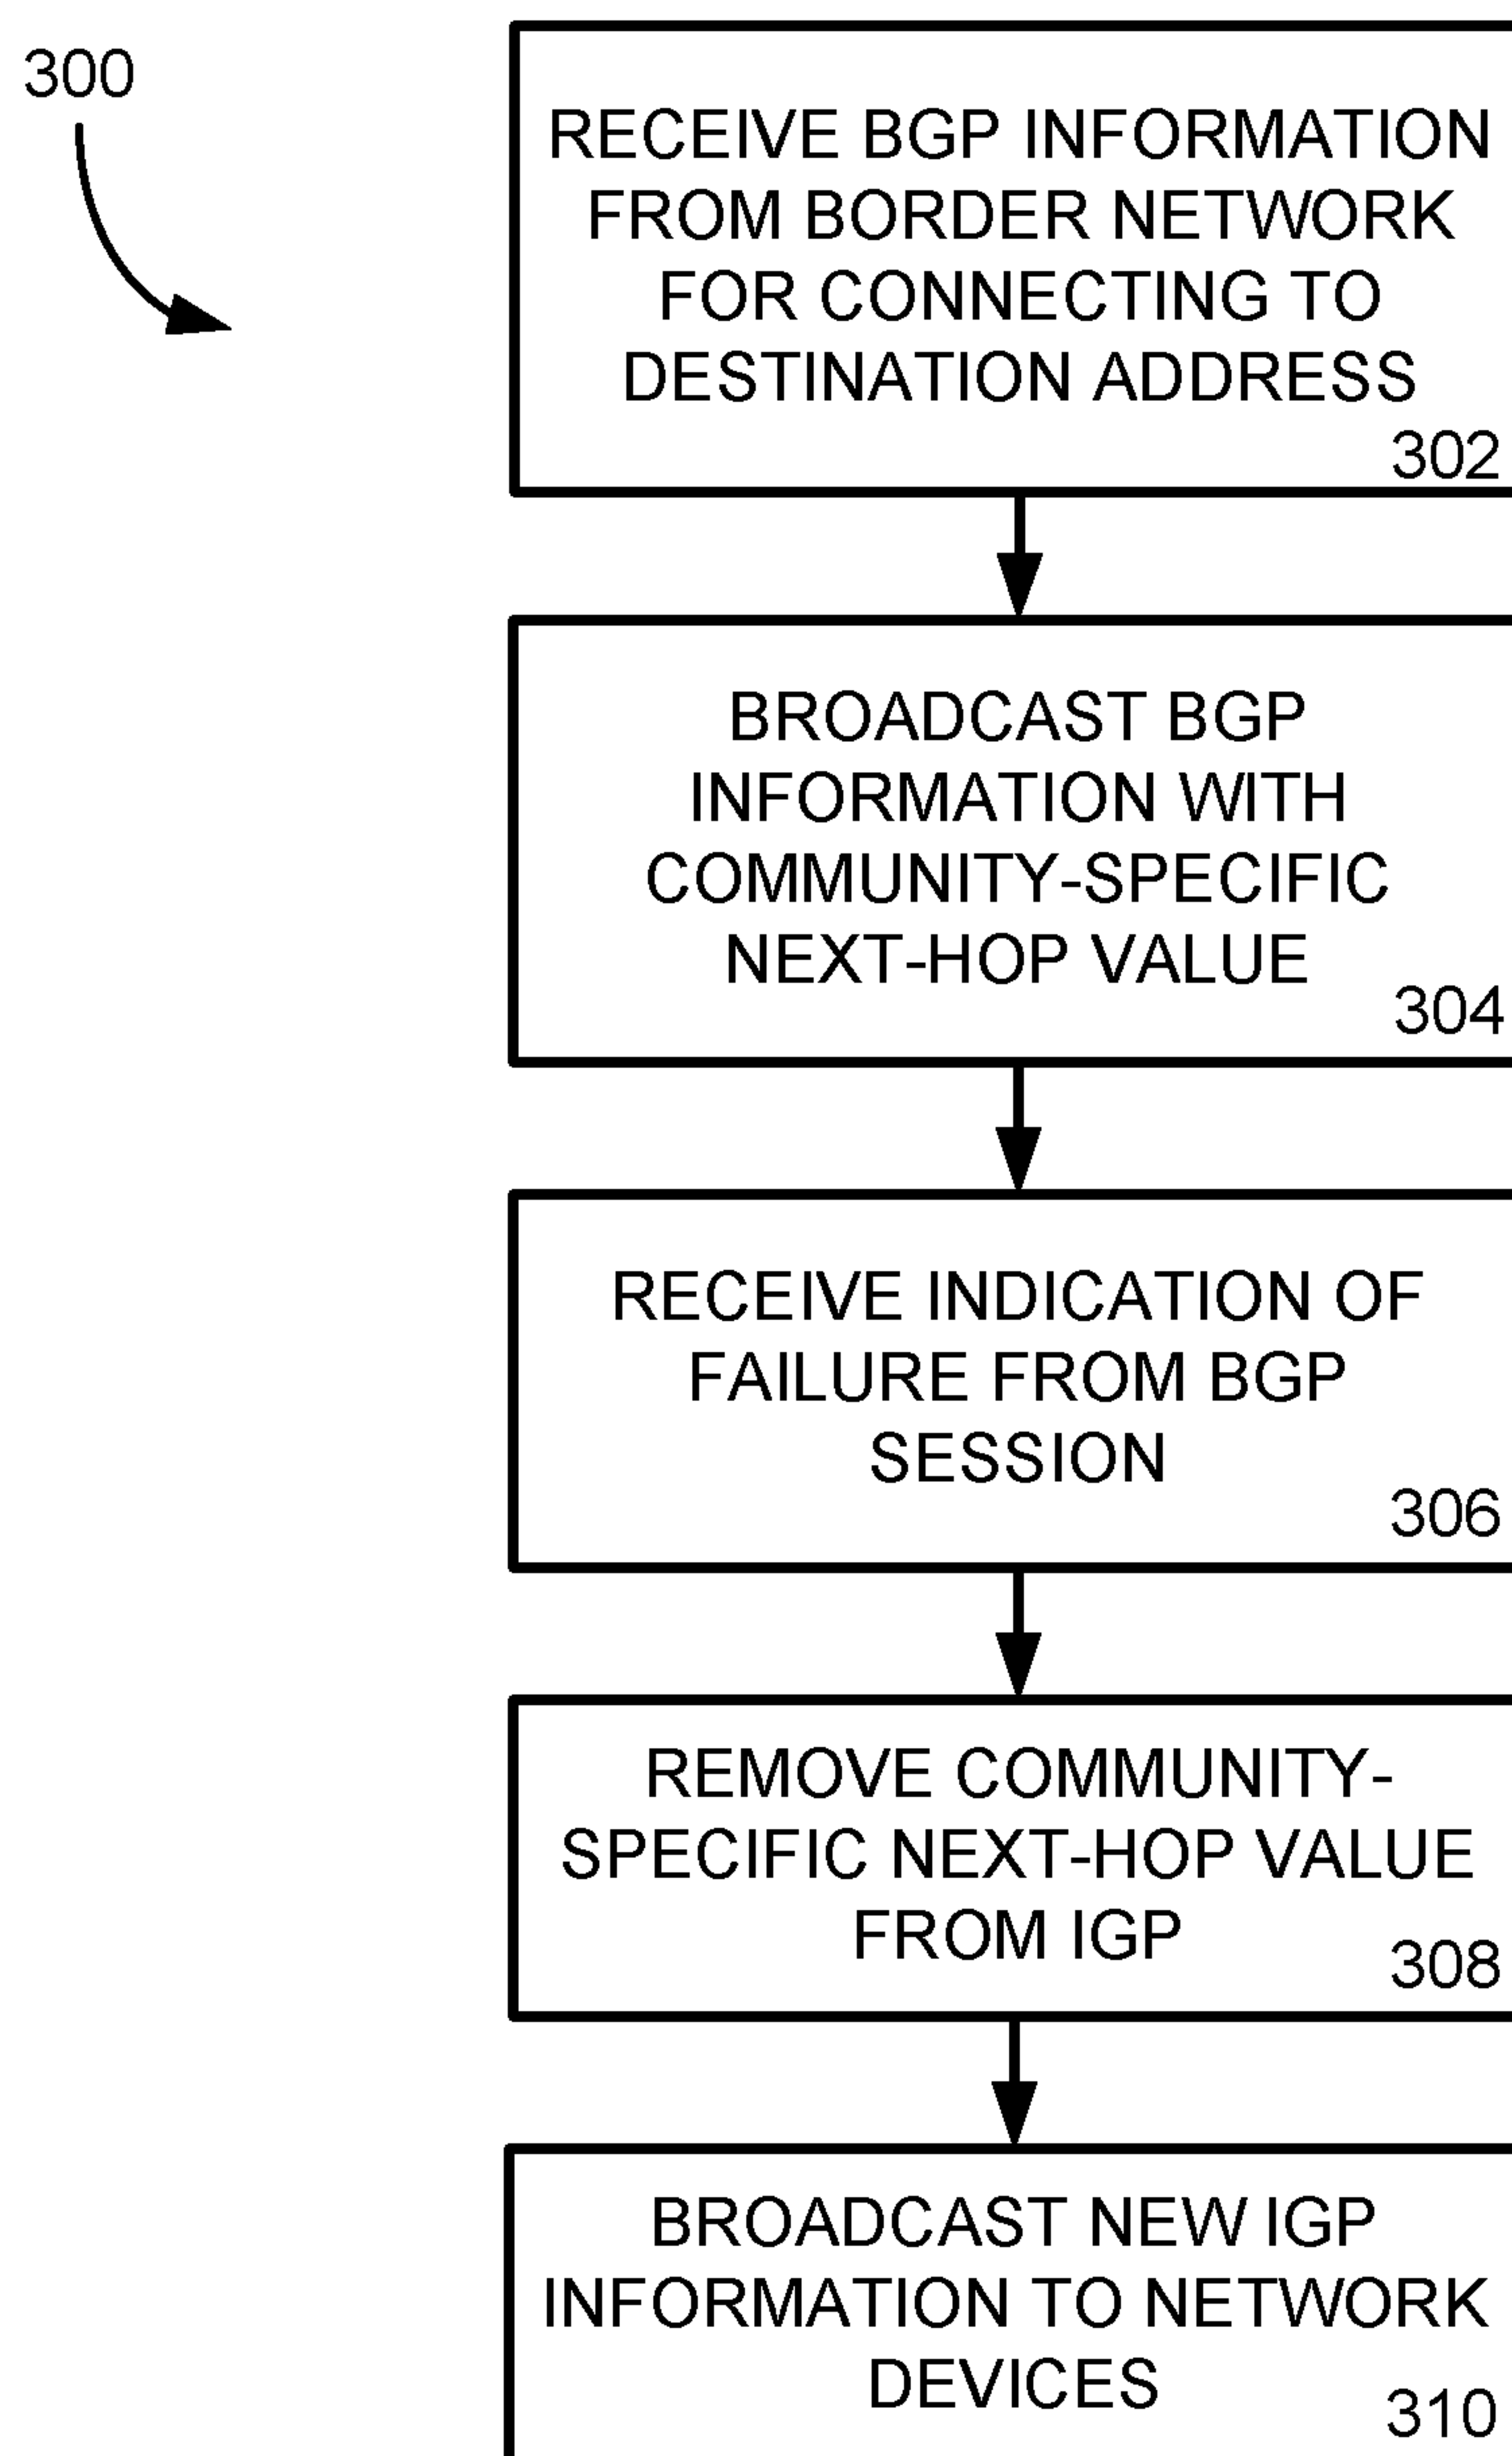 300
RECEIVE BGP INFORMATION
FROM BORDER NETWORK
FOR CONNECTING TO
DESTINATION ADDRESS
302
BROADCAST BGP
INFORMATION WITH
COMMUNITY-SPECIFIC
NEXT-HOP VALUE
304
RECEIVE INDICATION OF
FAILURE FROM BGP
SESSION
306
REMOVE COMMUNITY-
SPECIFIC NEXT-HOP VALUE
FROM IGP
308
BROADCAST NEW IGP
INFORMATION TO NETWORK
DEVICES
310